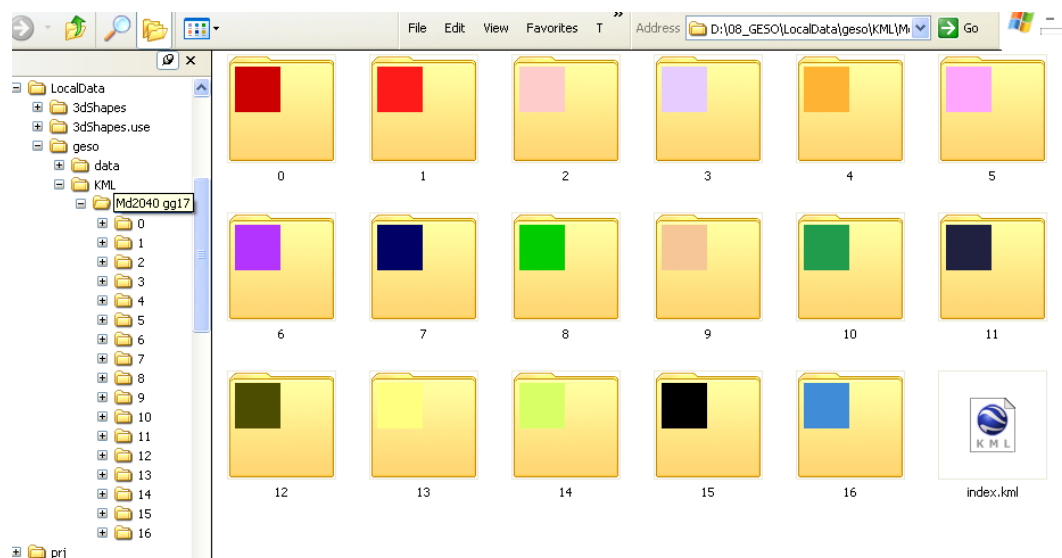 File Edit View Favorites T » Address D:\08_GESO\LocalData\geso\KML\M Go
LocalData
3dShapes
3dShapes.use
geso
data
KML
Md2040 gg17
0
1
2
3
4
5
6
7
8
9
10
11
12
13
14
15
16
prj
0 1 2 3 4 5
6 7 8 9 10 11
KML
12 13 14 15 16 index.kml